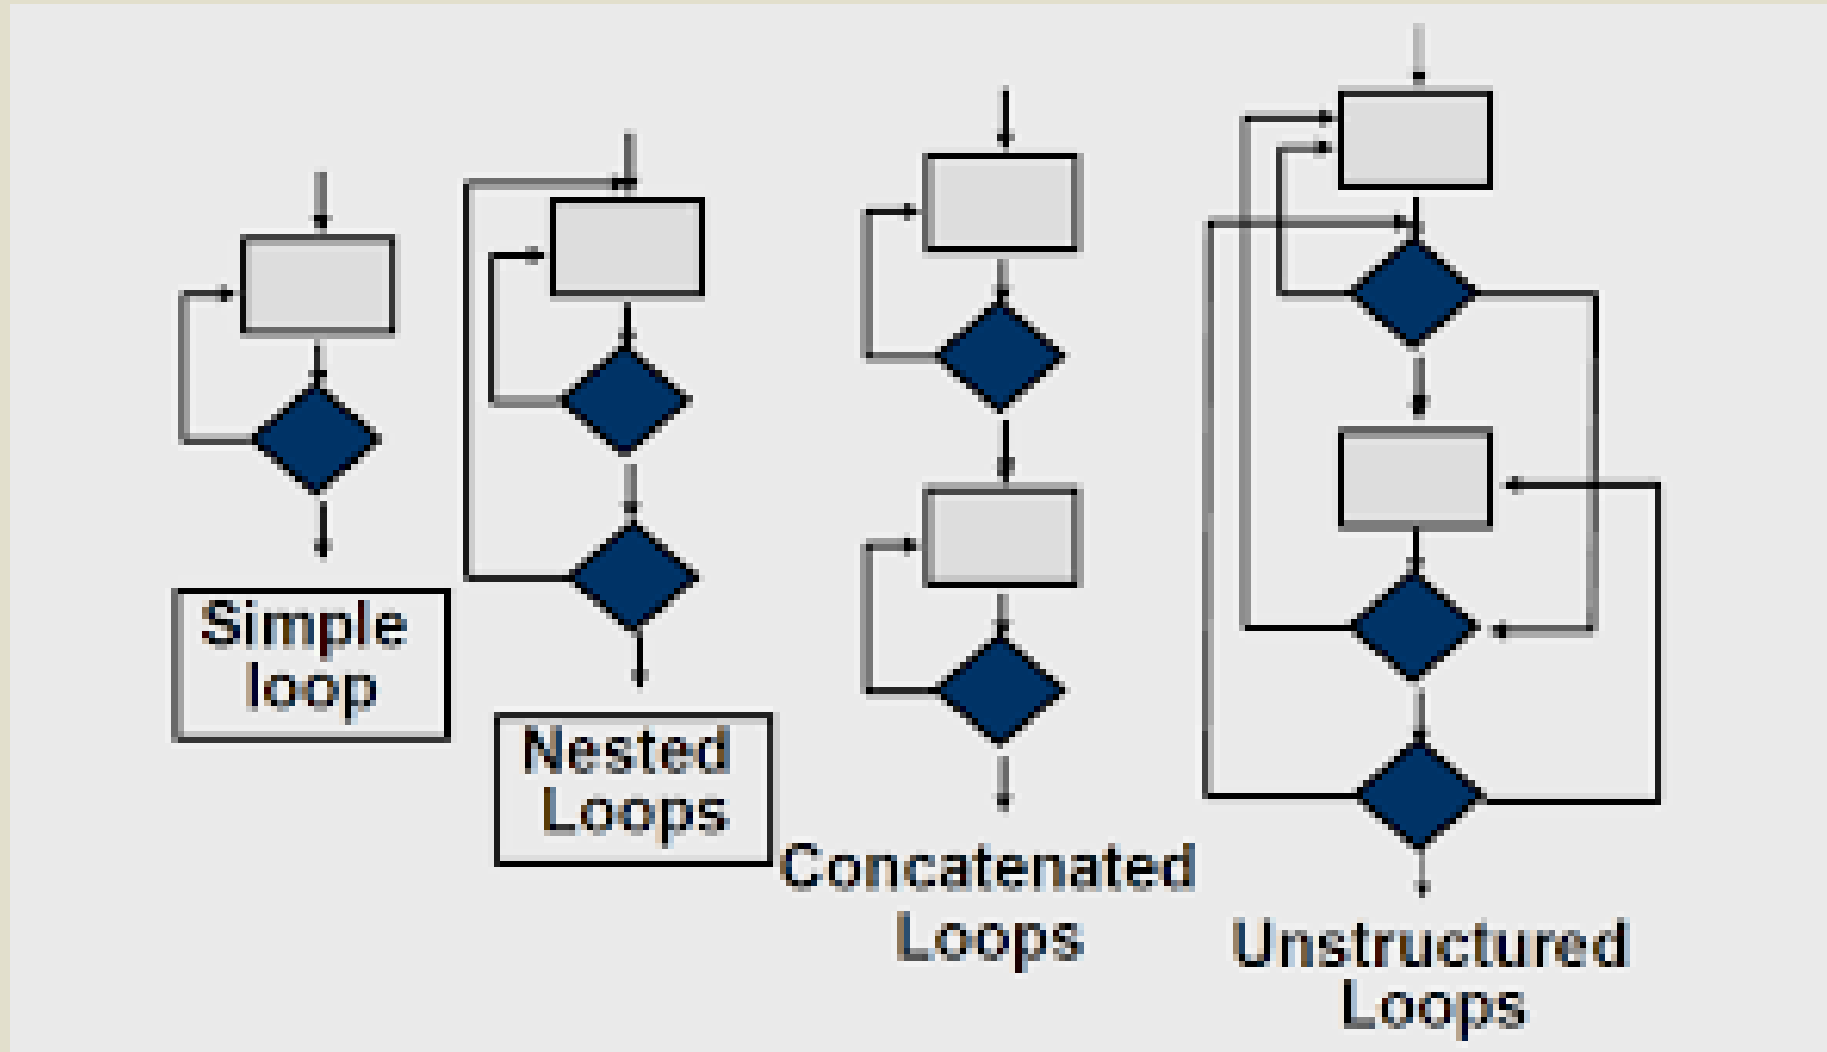 Simple
loop
Nested
Loops
Concatenated
Loops
Unstructured
Loops